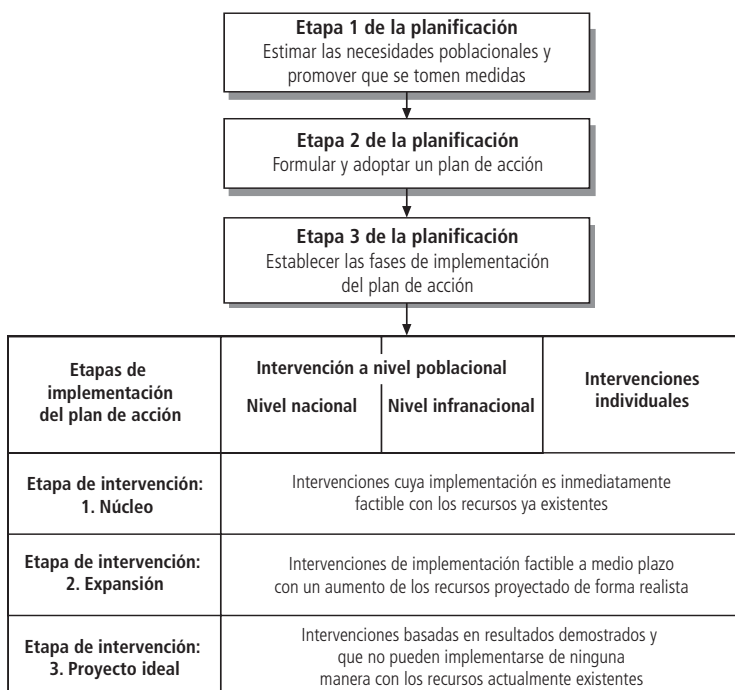 Etapa 1 de la planificación
Estimar las necesidades poblacionales y
promover que se tomen medidas
Etapa 2 de la planificación
Formular y adoptar un plan de acción
Etapa 3 de la planificación
Establecer las fases de implementación
del plan de acción
Etapas de
implementación
del plan de acción
Intervención a nivel poblacional
Nivel nacional
Nivel infranacional
Intervenciones
individuales
Etapa de intervención:
1. Núcleo
Intervenciones cuya implementación es inmediatamente
factible con los recursos ya existentes
Etapa de intervención:
2. Expansión
Intervenciones de implementación factible a medio plazo
con un aumento de los recursos proyectado de forma realista
Etapa de intervención:
3. Proyecto ideal
Intervenciones basadas en resultados demostrados y
que no pueden implementarse de ninguna
manera con los recursos actualmente existentes